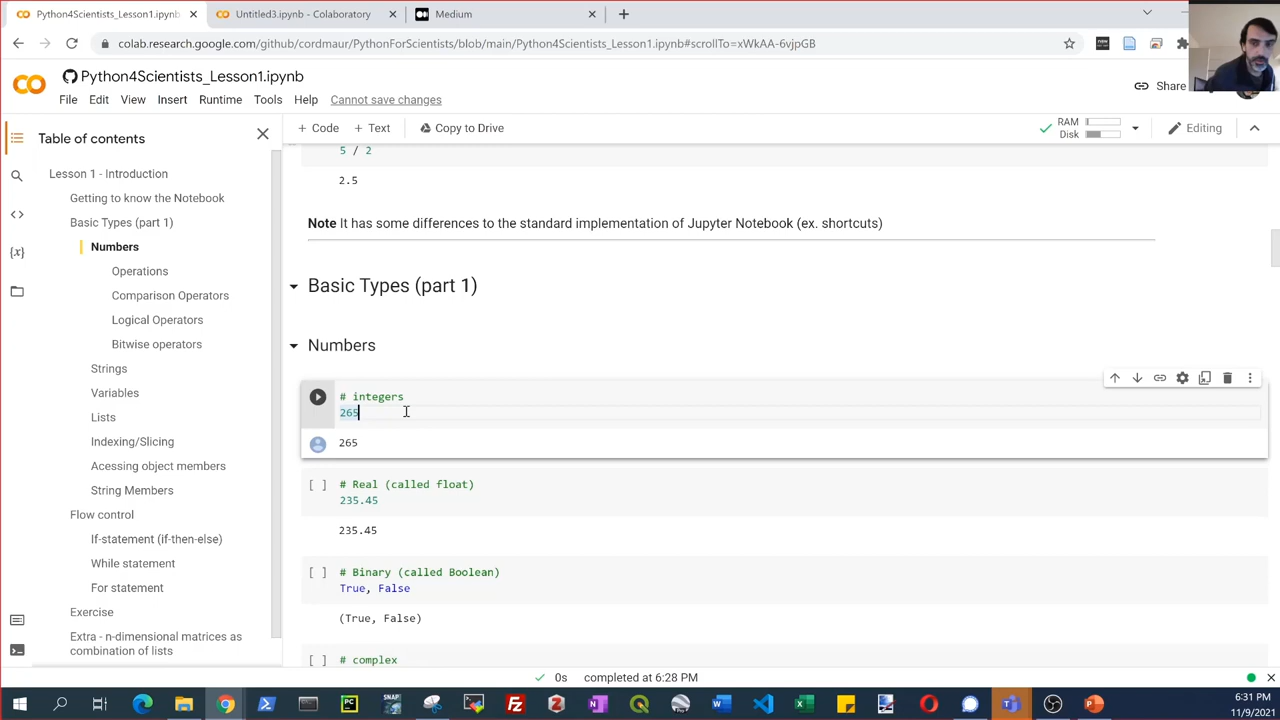 Python4Scientists_Lesson1.ipynb
Untitled3.ipynb - Colaboratory
Medium
colab.research.google.com/github/cordmaur/PythonForScientists/blob/main/Python4Scientists_Lesson1.ipynb#scrollTo=xWkAA-6vjpGB
Python4Scientists_Lesson1.ipynb
File Edit View Insert Runtime Tools Help Cannot save changes
Share
+ Code + Text Copy to Drive
RAM
Disk
Editing
Table of contents
Lesson 1 - Introduction
Getting to know the Notebook
Basic Types (part 1)
Numbers
Operations
Comparison Operators
Logical Operators
Bitwise operators
Strings
Variables
Lists
Indexing/Slicing
Acessing object members
String Members
Flow control
If-statement (if-then-else)
While statement
For statement
Exercise
Extra - n-dimensional matrices as
combination of lists
5 / 2
2.5
Note It has some differences to the standard implementation of Jupyter Notebook (ex. shortcuts)
Basic Types (part 1)
Numbers
# integers
265
265
[ ] # Real (called float)
235.45
235.45
[ ] # Binary (called Boolean)
True, False
(True, False)
[ ] # complex
0s completed at 6:28 PM
6:31 PM
11/9/2021